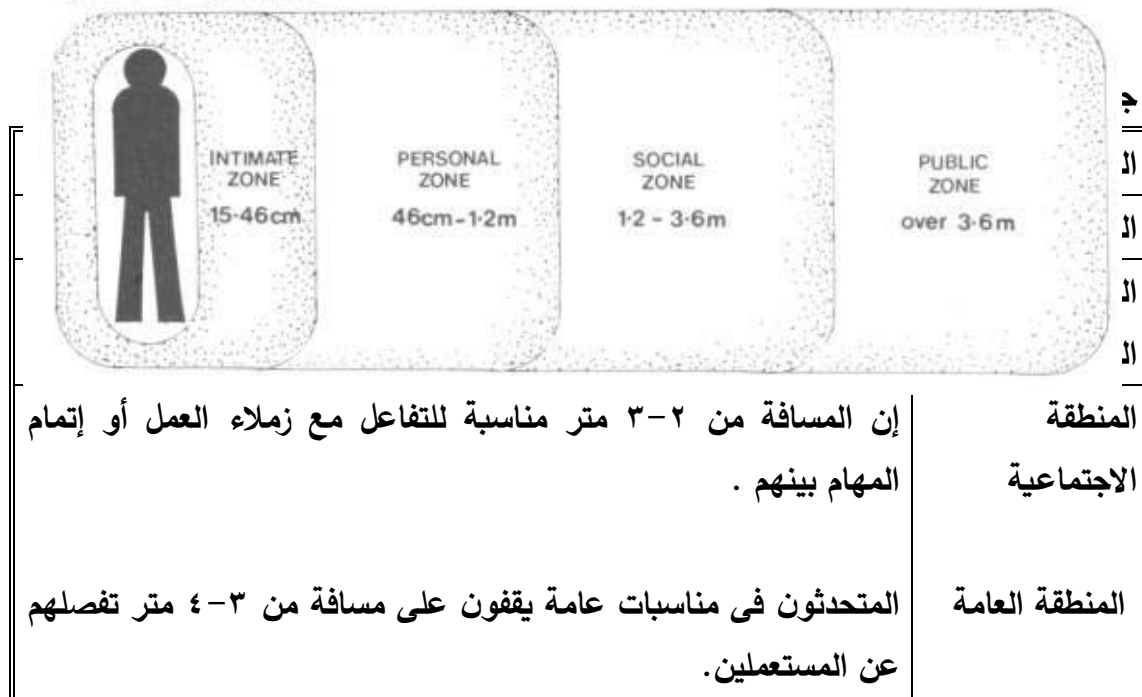 INTIMATE
ZONE
15-46cm
PERSONAL
ZONE
46cm-1·2m
SOCIAL
ZONE
1·2 - 3·6m
PUBLIC
ZONE
over 3·6m
المنطقة الاجتماعية
إن المسافة من ٢-٣ متر مناسبة للتفاعل مع زملاء العمل أو إتمام
المهام بينهم .
المنطقة العامة
المتحدثون فى مناسبات عامة يقفون على مسافة من ٣-٤ متر تفصلهم
عن المستعملين.